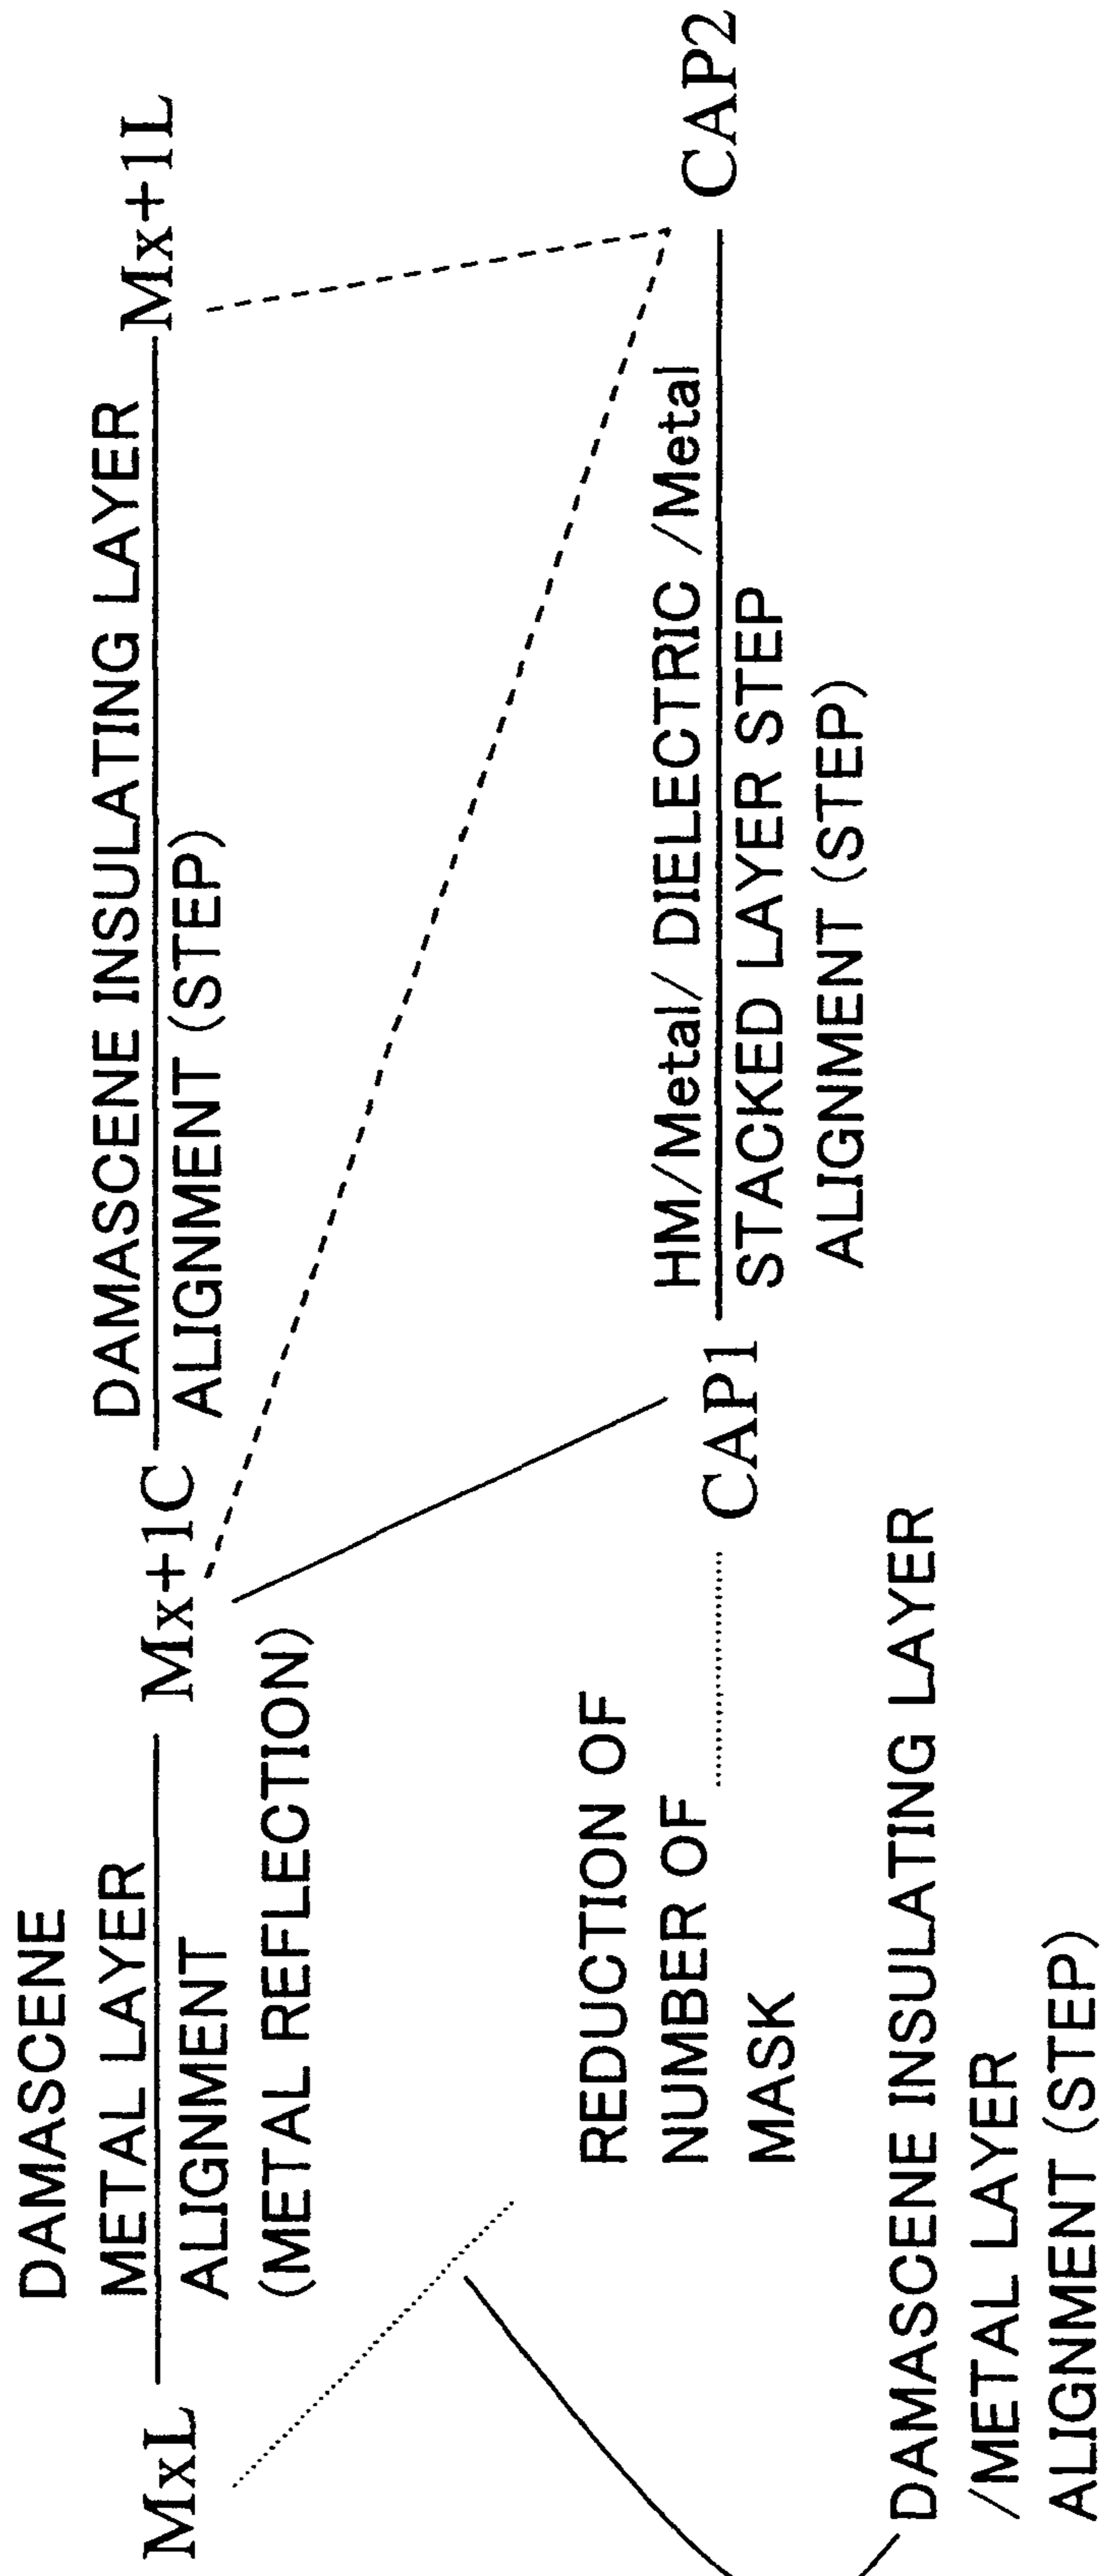 MxL
DAMASCENE
METAL LAYER
ALIGNMENT
(METAL REFLECTION)
Mx+1C
DAMASCENE INSULATING LAYER
ALIGNMENT (STEP)
Mx+1L
REDUCTION OF
NUMBER OF
MASK
CAP1
HM/Metal/ DIELECTRIC /Metal
STACKED LAYER STEP
ALIGNMENT (STEP)
CAP2
DAMASCENE INSULATING LAYER
/METAL LAYER
ALIGNMENT (STEP)